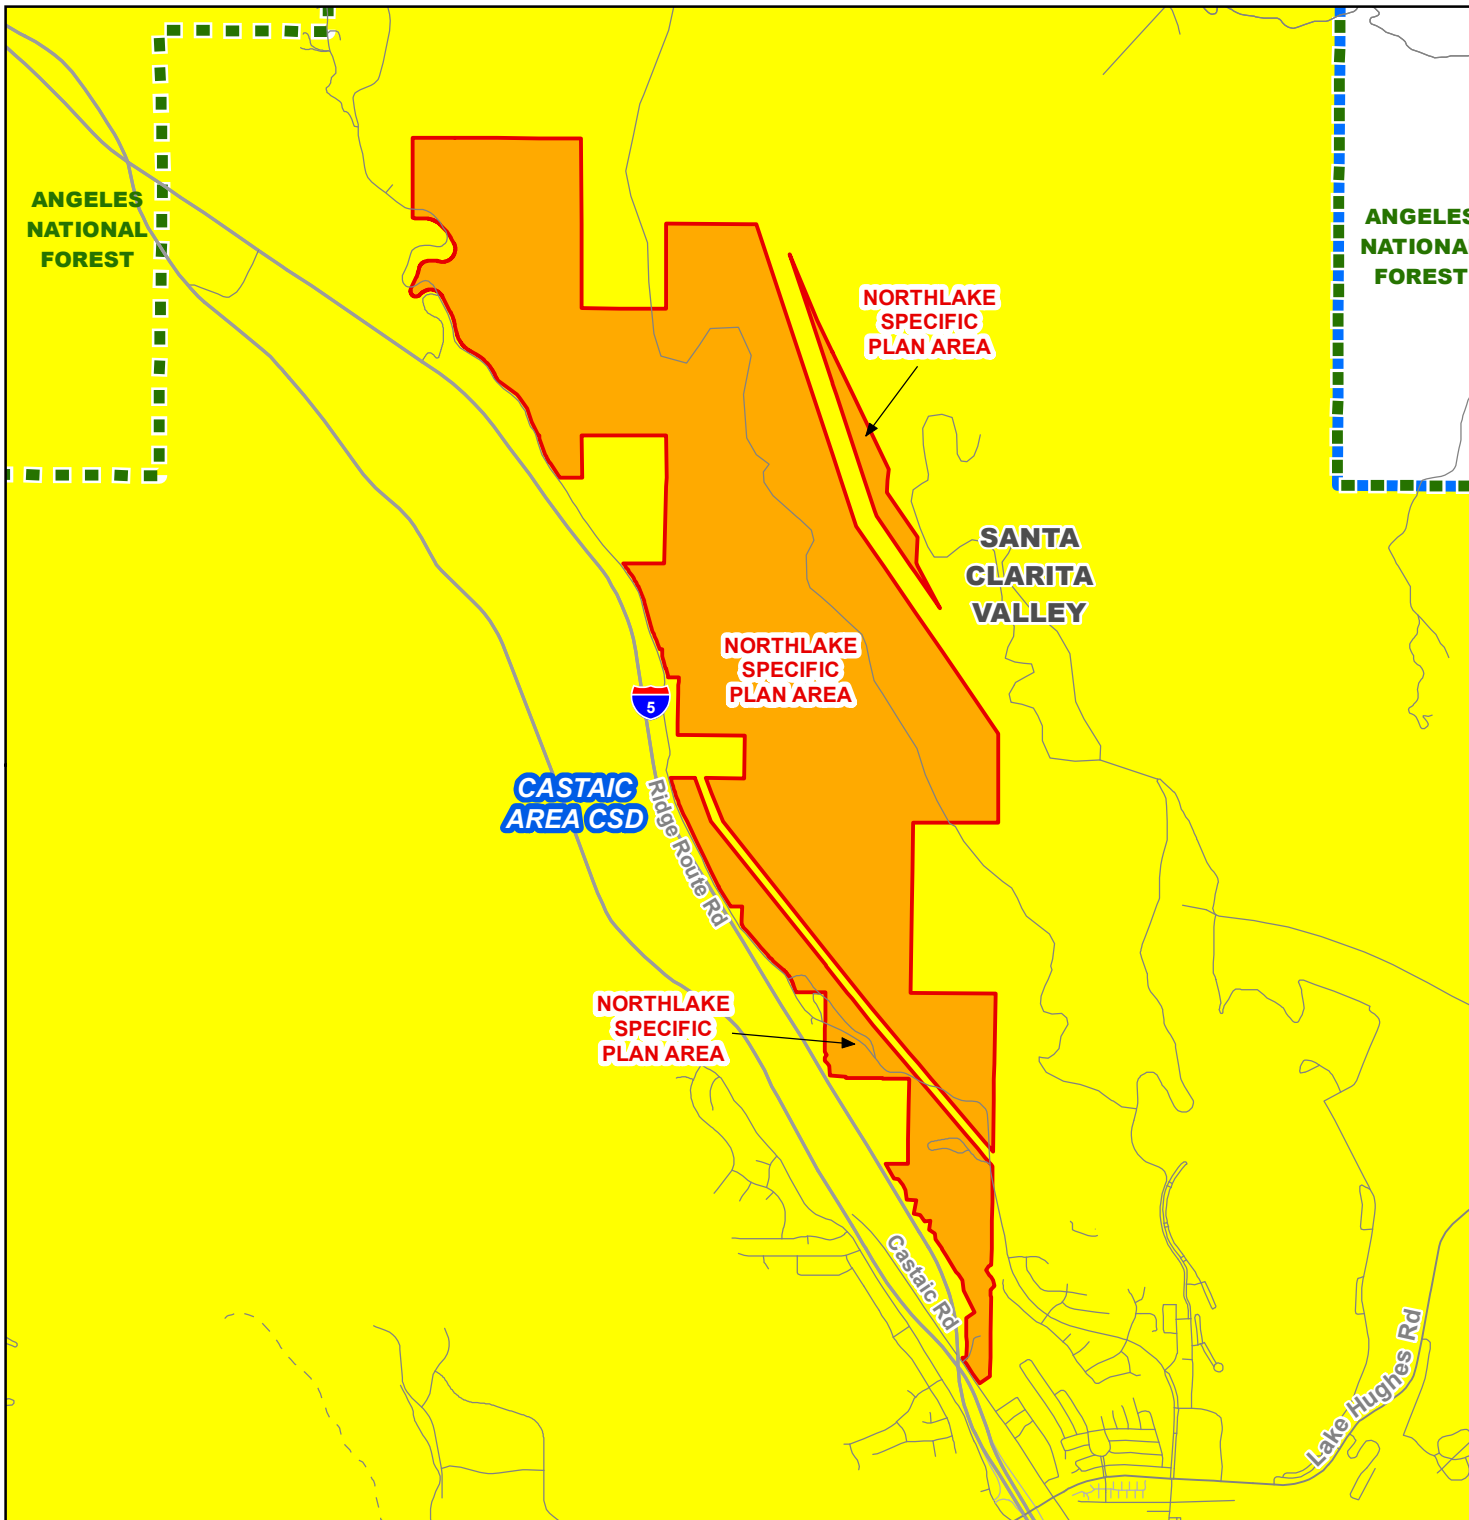 ANGELES
NATIONAL
FOREST
ANGELES
NATIONA
FOREST
NORTHLAKE
SPECIFIC
PLAN AREA
SANTA
CLARITA
VALLEY
NORTHLAKE
SPECIFIC
PLAN AREA
5
CASTAIC
AREA CSD
Ridge Route Rd
NORTHLAKE
SPECIFIC
PLAN AREA
Castaic Rd
Lake Hughes Rd